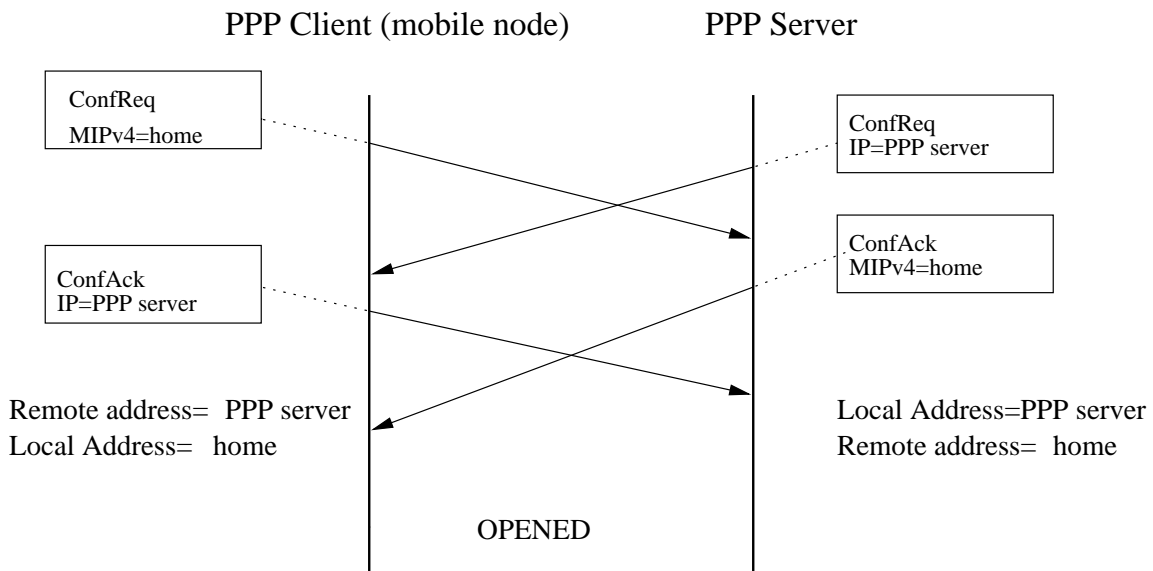 PPP Client (mobile node)
PPP Server
ConfReq
MIPv4=home
ConfReq
IP=PPP server
ConfAck
MIPv4=home
ConfAck
IP=PPP server
Remote address= PPP server
Local Address= home
Local Address=PPP server
Remote address= home
OPENED